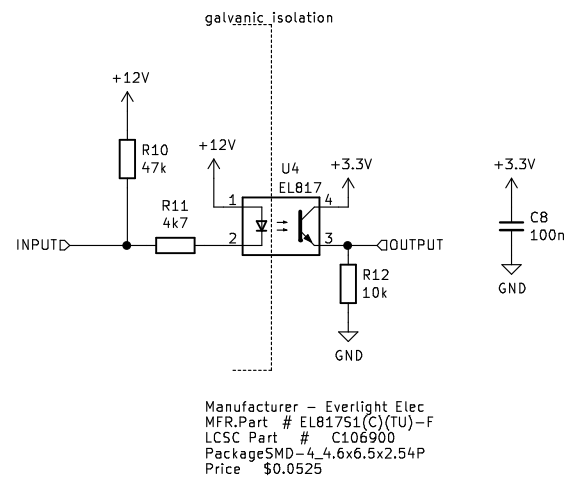 galvanic isolation
+12V
R10
47k
+12V
U4
EL817
+3.3V
+3.3V
R11
4k7
1
4
C8
100n
INPUT
2
3
OUTPUT
R12
10k
GND
GND
Manufacturer - Everlight Elec
MFR.Part # EL817S1(C)(TU)-F
LCSC Part # C106900
PackageSMD-4_4.6x6.5x2.54P
Price $0.0525